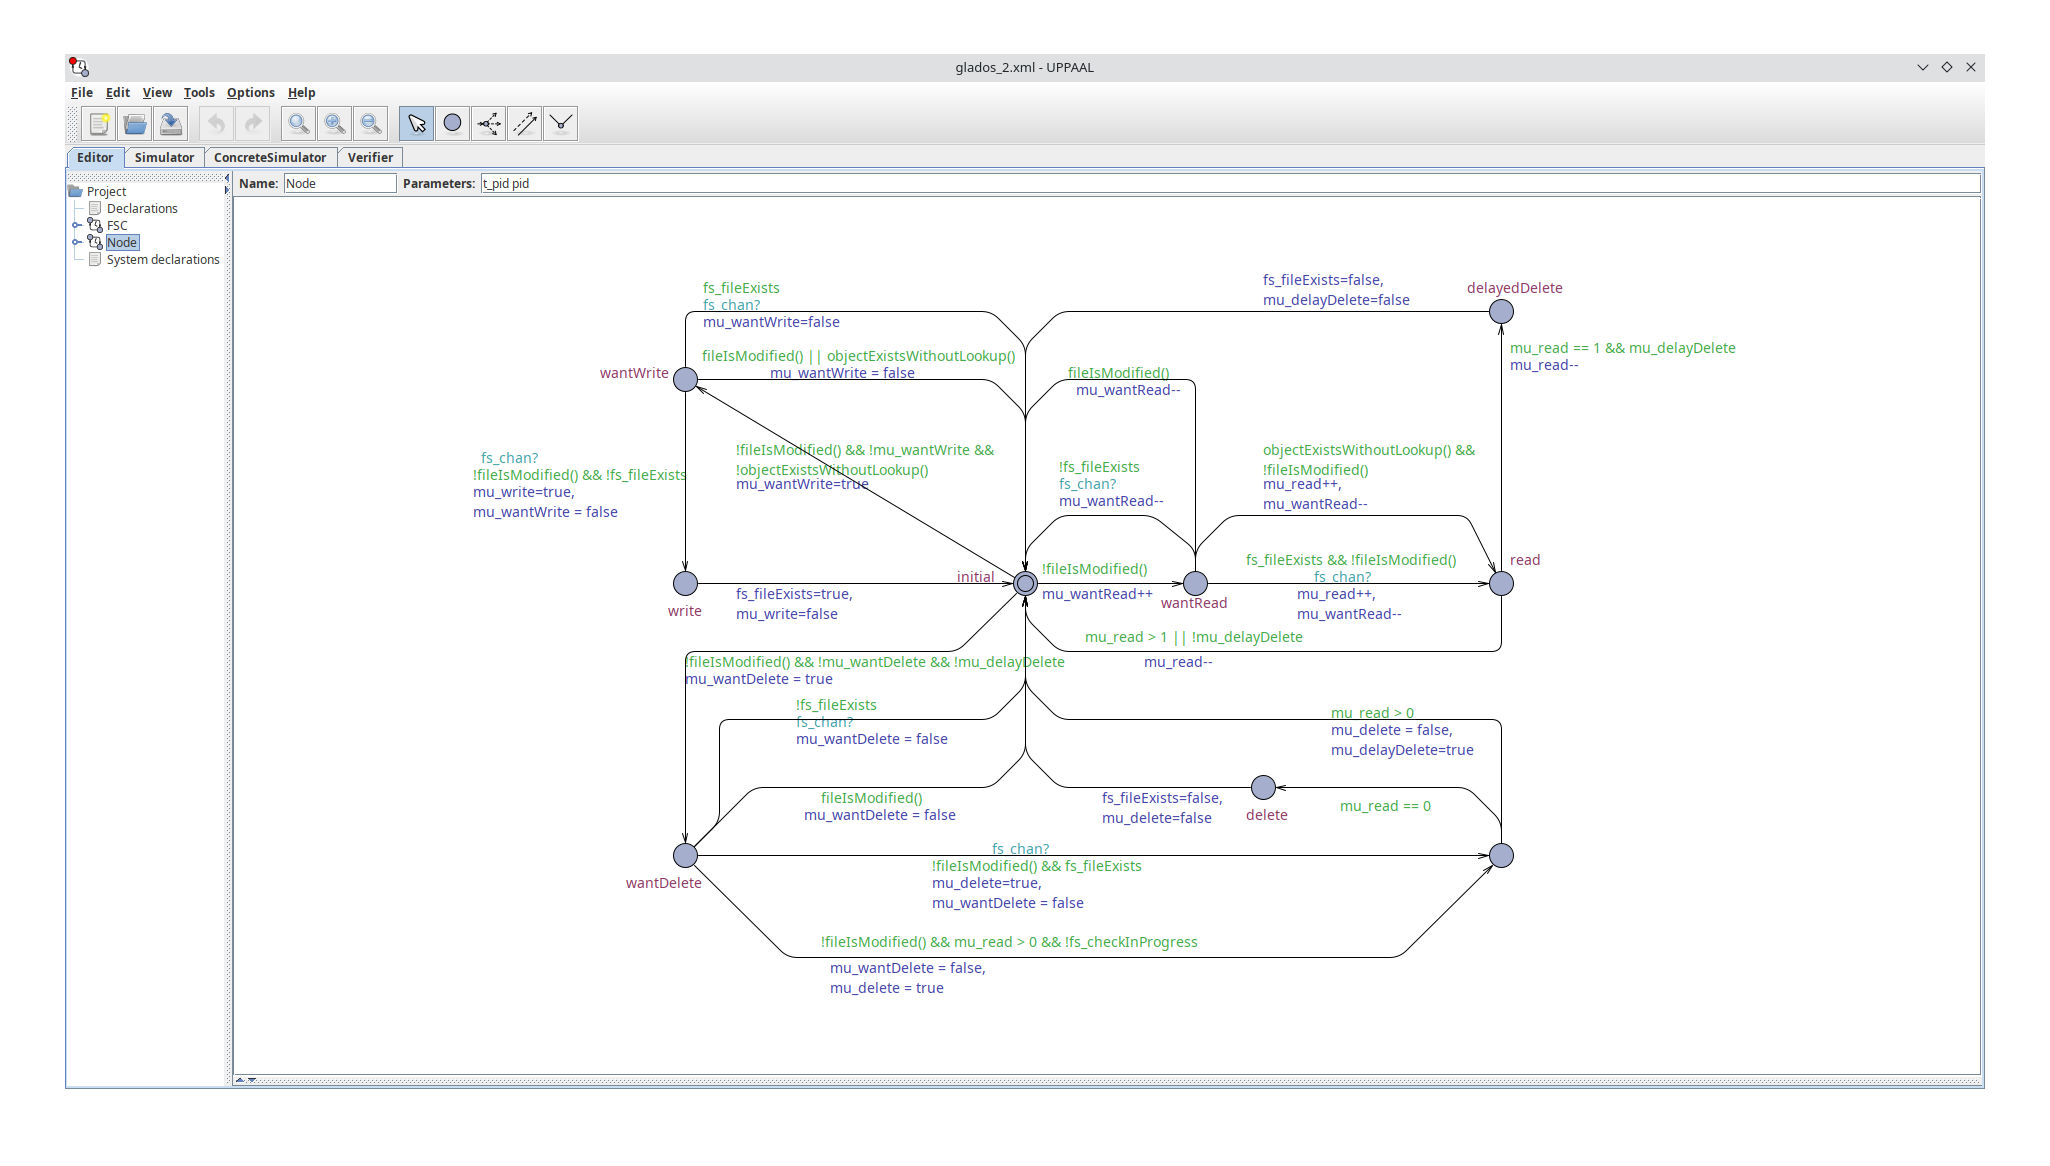 glados_2.xml - UPPAAL
File Edit View Tools Options Help
Editor Simulator ConcreteSimulator Verifier
Project
Declarations
FSC
Node
System declarations
Name: Node Parameters: t_pid pid
fs_fileExists
fs_chan?
mu_wantWrite=false
fs_fileExists=false,
mu_delayDelete=false
delayedDelete
mu_read == 1 && mu_delayDelete
mu_read--
fileIsModified() || objectExistsWithoutLookup()
mu_wantWrite = false
wantWrite
fileIsModified()
mu_wantRead--
fs_chan?
!fileIsModified() && !fs_fileExists
mu_write=true,
mu_wantWrite = false
!fileIsModified() && !mu_wantWrite &&
!objectExistsWithoutLookup()
mu_wantWrite=true
!fs_fileExists
fs_chan?
mu_wantRead--
objectExistsWithoutLookup() &&
!fileIsModified()
mu_read++,
mu_wantRead--
write
fs_fileExists=true,
mu_write=false
initial
!fileIsModified()
mu_wantRead++
wantRead
fs_fileExists && !fileIsModified()
fs_chan?
mu_read++,
mu_wantRead--
read
mu_read > 1 || !mu_delayDelete
mu_read--
!fileIsModified() && !mu_wantDelete && !mu_delayDelete
mu_wantDelete = true
!fs_fileExists
fs_chan?
mu_wantDelete = false
mu_read > 0
mu_delete = false,
mu_delayDelete=true
fileIsModified()
mu_wantDelete = false
fs_fileExists=false,
mu_delete=false
delete
mu_read == 0
wantDelete
fs_chan?
!fileIsModified() && fs_fileExists
mu_delete=true,
mu_wantDelete = false
!fileIsModified() && mu_read > 0 && !fs_checkInProgress
mu_wantDelete = false,
mu_delete = true